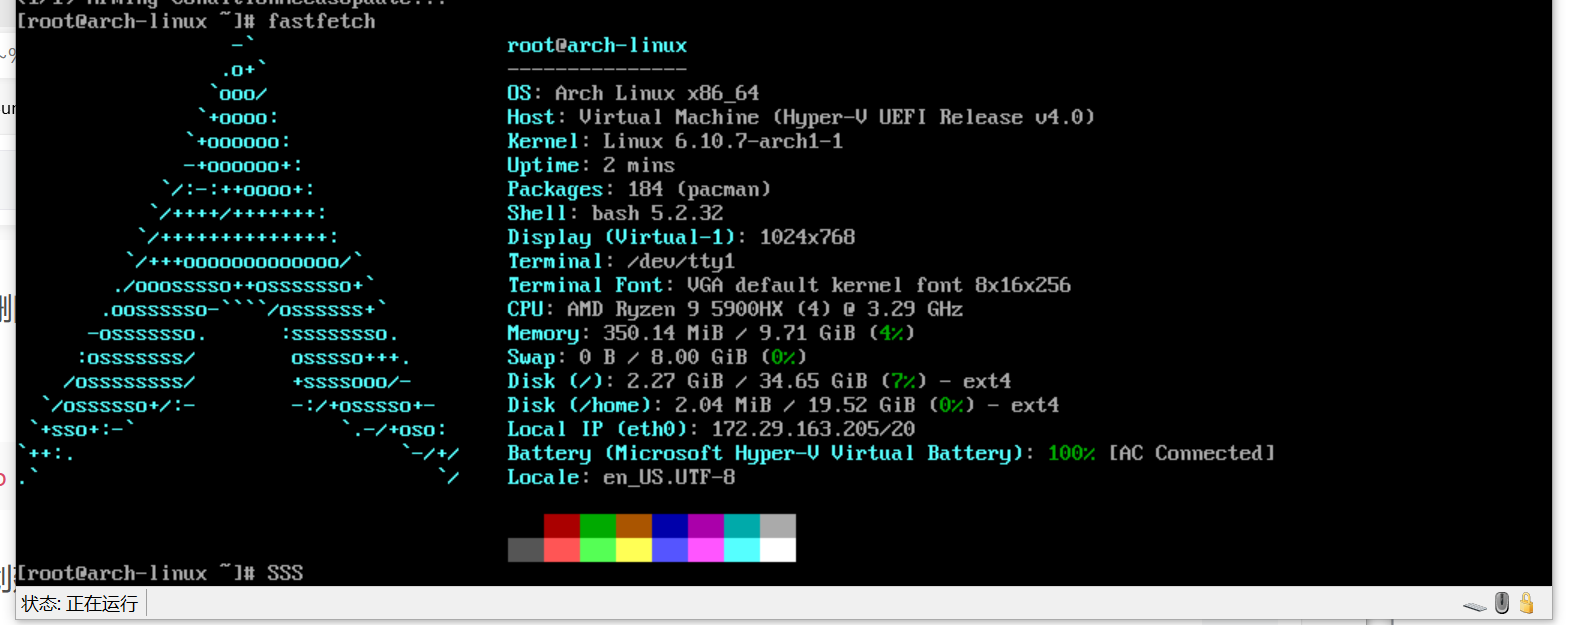 [root@arch-linux ~]# fastfetch
root@arch-linux
---------------
OS: Arch Linux x86_64
Host: Virtual Machine (Hyper-V UEFI Release v4.0)
Kernel: Linux 6.10.7-arch1-1
Uptime: 2 mins
Packages: 184 (pacman)
Shell: bash 5.2.32
Display (Virtual-1): 1024x768
Terminal: /dev/tty1
Terminal Font: VGA default kernel font 8x16x256
CPU: AMD Ryzen 9 5900HX (4) @ 3.29 GHz
Memory: 350.14 MiB / 9.71 GiB (4%)
Swap: 0 B / 8.00 GiB (0%)
Disk (/): 2.27 GiB / 34.65 GiB (7%) - ext4
Disk (/home): 2.04 MiB / 19.52 GiB (0%) - ext4
Local IP (eth0): 172.29.163.205/20
Battery (Microsoft Hyper-V Virtual Battery): 100% [AC Connected]
Locale: en_US.UTF-8
[root@arch-linux ~]# SSS
状态: 正在运行